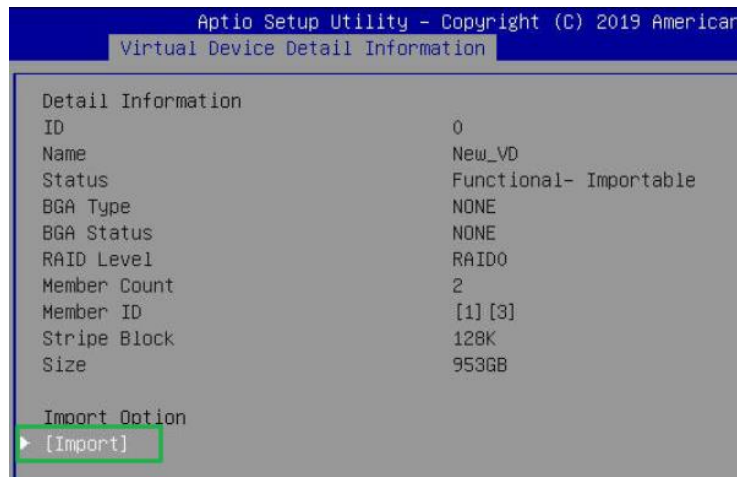 Aptio Setup Utility – Copyright (C) 2019 American
Virtual Device Detail Information
Detail Information
ID 0
Name New_VD
Status Functional- Importable
BGA Type NONE
BGA Status NONE
RAID Level RAID0
Member Count 2
Member ID [1][3]
Stripe Block 128K
Size 953GB
Import Option
[Import]